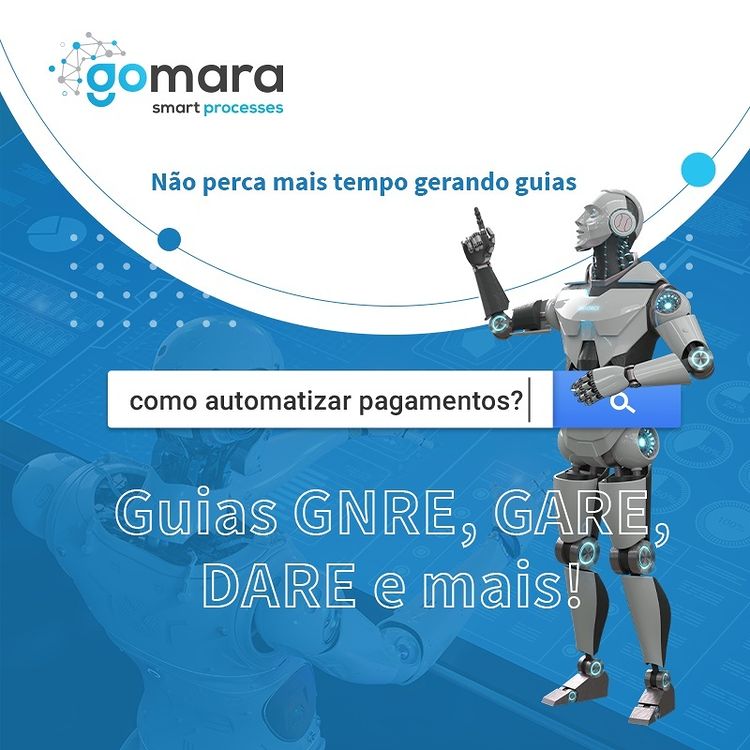 gomara
smart processes
Não perca mais tempo gerando guias
como automatizar pagamentos?
Guias GNRE, GARE,
DARE e mais!